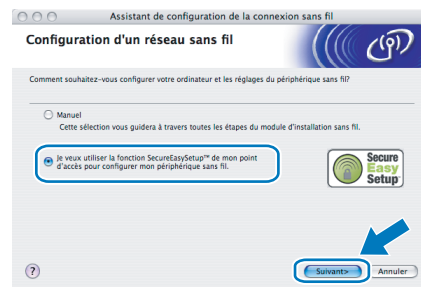 Assistant de configuration de la connexion sans fil
Configuration d'un réseau sans fil
Comment souhaitez-vous configurer votre ordinateur et les réglages du périphérique sans fil?
Manuel
Cette sélection vous guidera à travers toutes les étapes du module d'installation sans fil.
Je veux utiliser la fonction SecureEasySetup™ de mon point
d'accès pour configurer mon périphérique sans fil.
Secure
Easy
Setup
?
Suivant>
Annuler